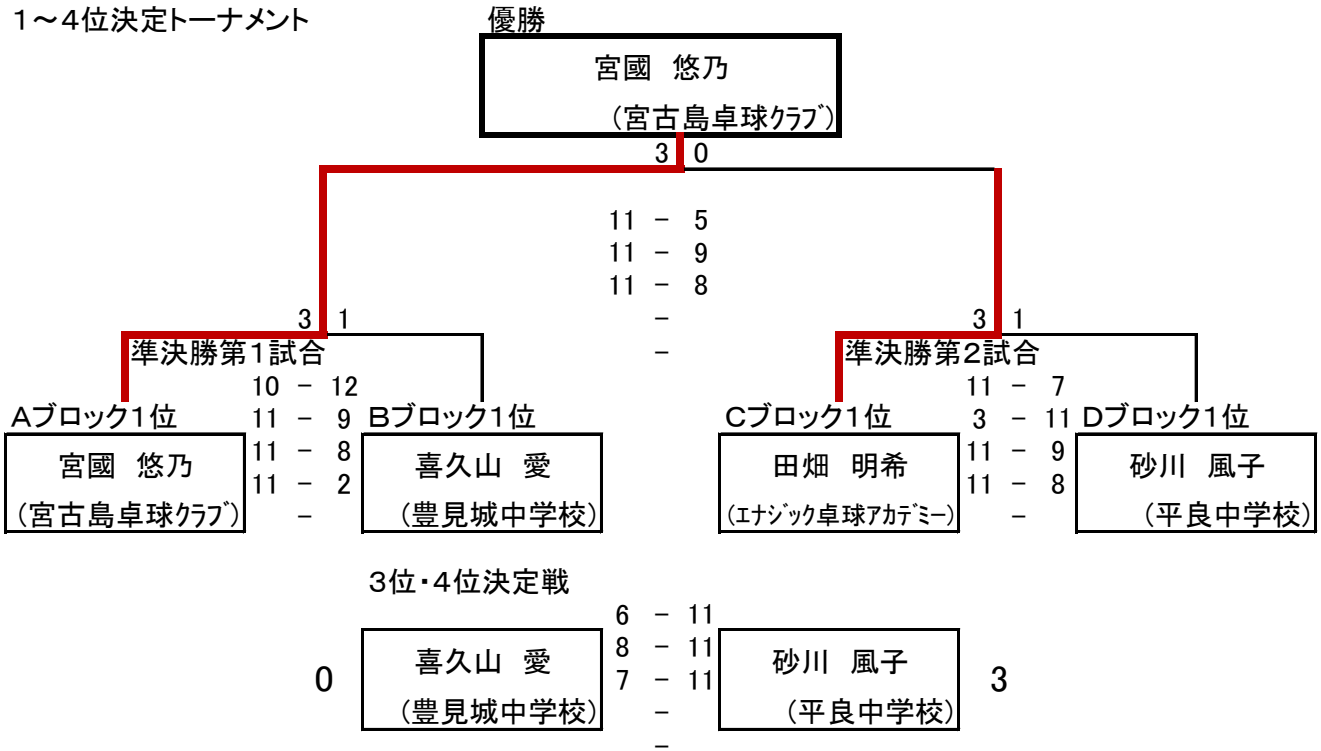 1～4位決定トーナメント
優勝
宮國　悠乃
(宮古島卓球ｸﾗﾌﾞ)
3 0
11 － 5
11 － 9
11 － 8
－
－
3 1
準決勝第1試合
10 － 12
11 － 9
11 － 8
11 － 2
－
Aブロック1位
宮國　悠乃
(宮古島卓球ｸﾗﾌﾞ)
Bブロック1位
喜久山　愛
(豊見城中学校)
3 1
準決勝第2試合
11 － 7
3 － 11
11 － 9
11 － 8
－
Cブロック1位
田畑　明希
(ｴﾅｼﾞｯｸ卓球ｱｶﾃﾞﾐｰ)
Dブロック1位
砂川　風子
(平良中学校)
3位・4位決定戦
0
喜久山　愛
(豊見城中学校)
6 － 11
8 － 11
7 － 11
－
－
砂川　風子
(平良中学校)
3